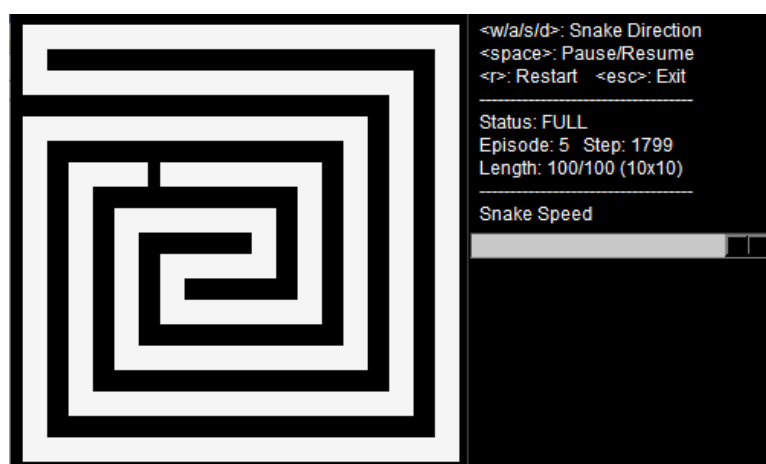 <w/a/s/d>: Snake Direction
<space>: Pause/Resume
<r>: Restart <esc>: Exit
------------------------------------
Status: FULL
Episode: 5 Step: 1799
Length: 100/100 (10x10)
------------------------------------
Snake Speed